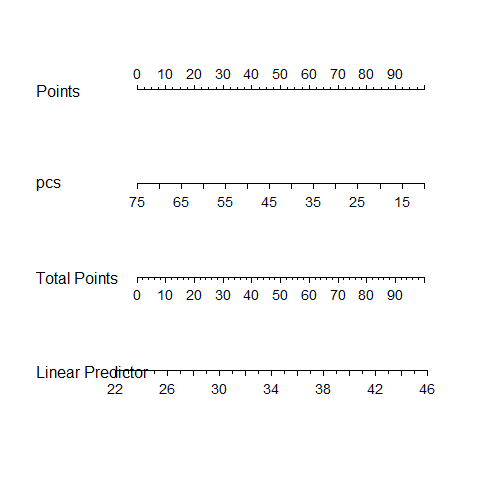 0 10 20 30 40 50 60 70 80 90
Points
pcs
75 65 55 45 35 25 15
Total Points
0 10 20 30 40 50 60 70 80 90
Linear Predictor
22 26 30 34 38 42 46